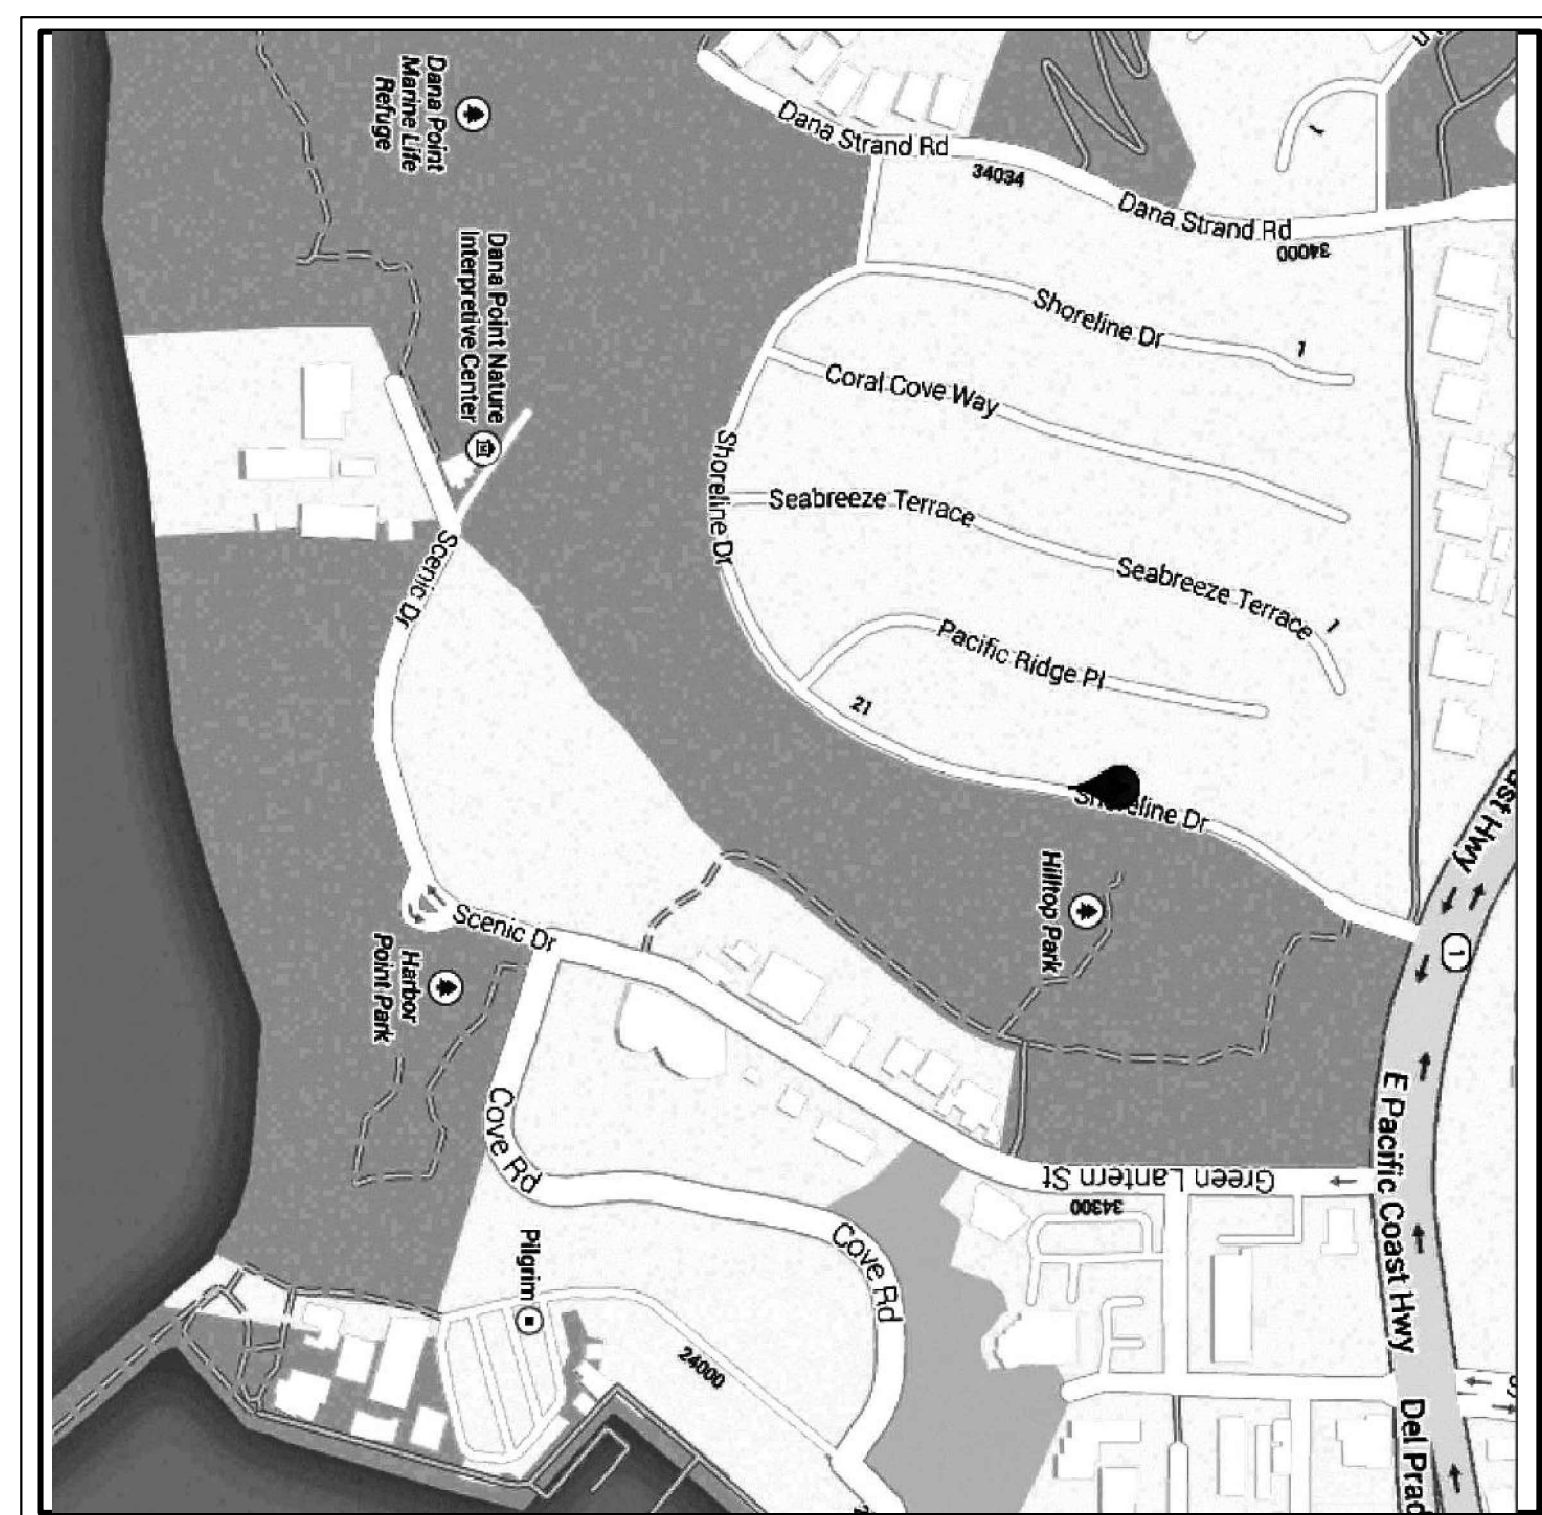 Dana Point
Marine Life
Refuge
Dana Strand Rd
34034
Dana Strand Rd
34000
1
Dana Point Nature
Interpretive Center
Shoreline Dr
1
Coral Cove Way
Shoreline Dr
Seabreeze Terrace
Seabreeze Terrace
1
Scenic Dr
Pacific Ridge Pl
21
Shoreline Dr
Hwy
Hilltop Park
1
Scenic Dr
Harbor
Point Park
E Pacific Coast Hwy
Cove Rd
Green Lantern St
34300
Cove Rd
Pilgrim
24000
Del Prad